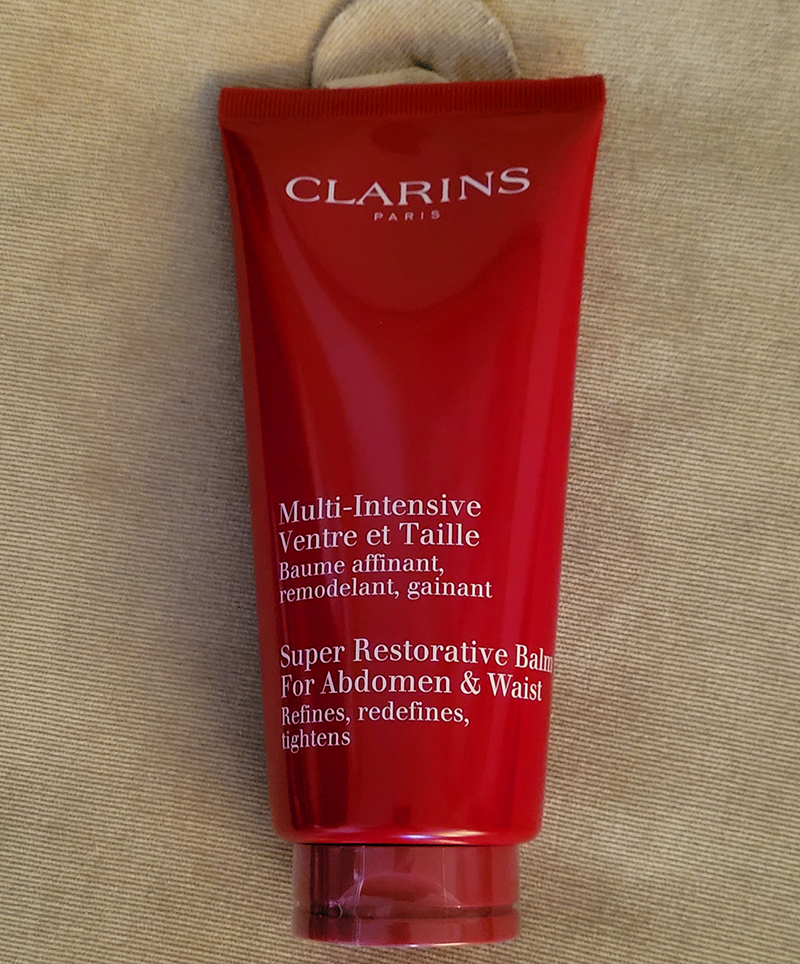 CLARINS
PARIS
Multi-Intensive
Ventre et Taille
Baume affinant,
remodelant, gainant
Super Restorative Balm
For Abdomen & Waist
Refines, redefines,
tightens